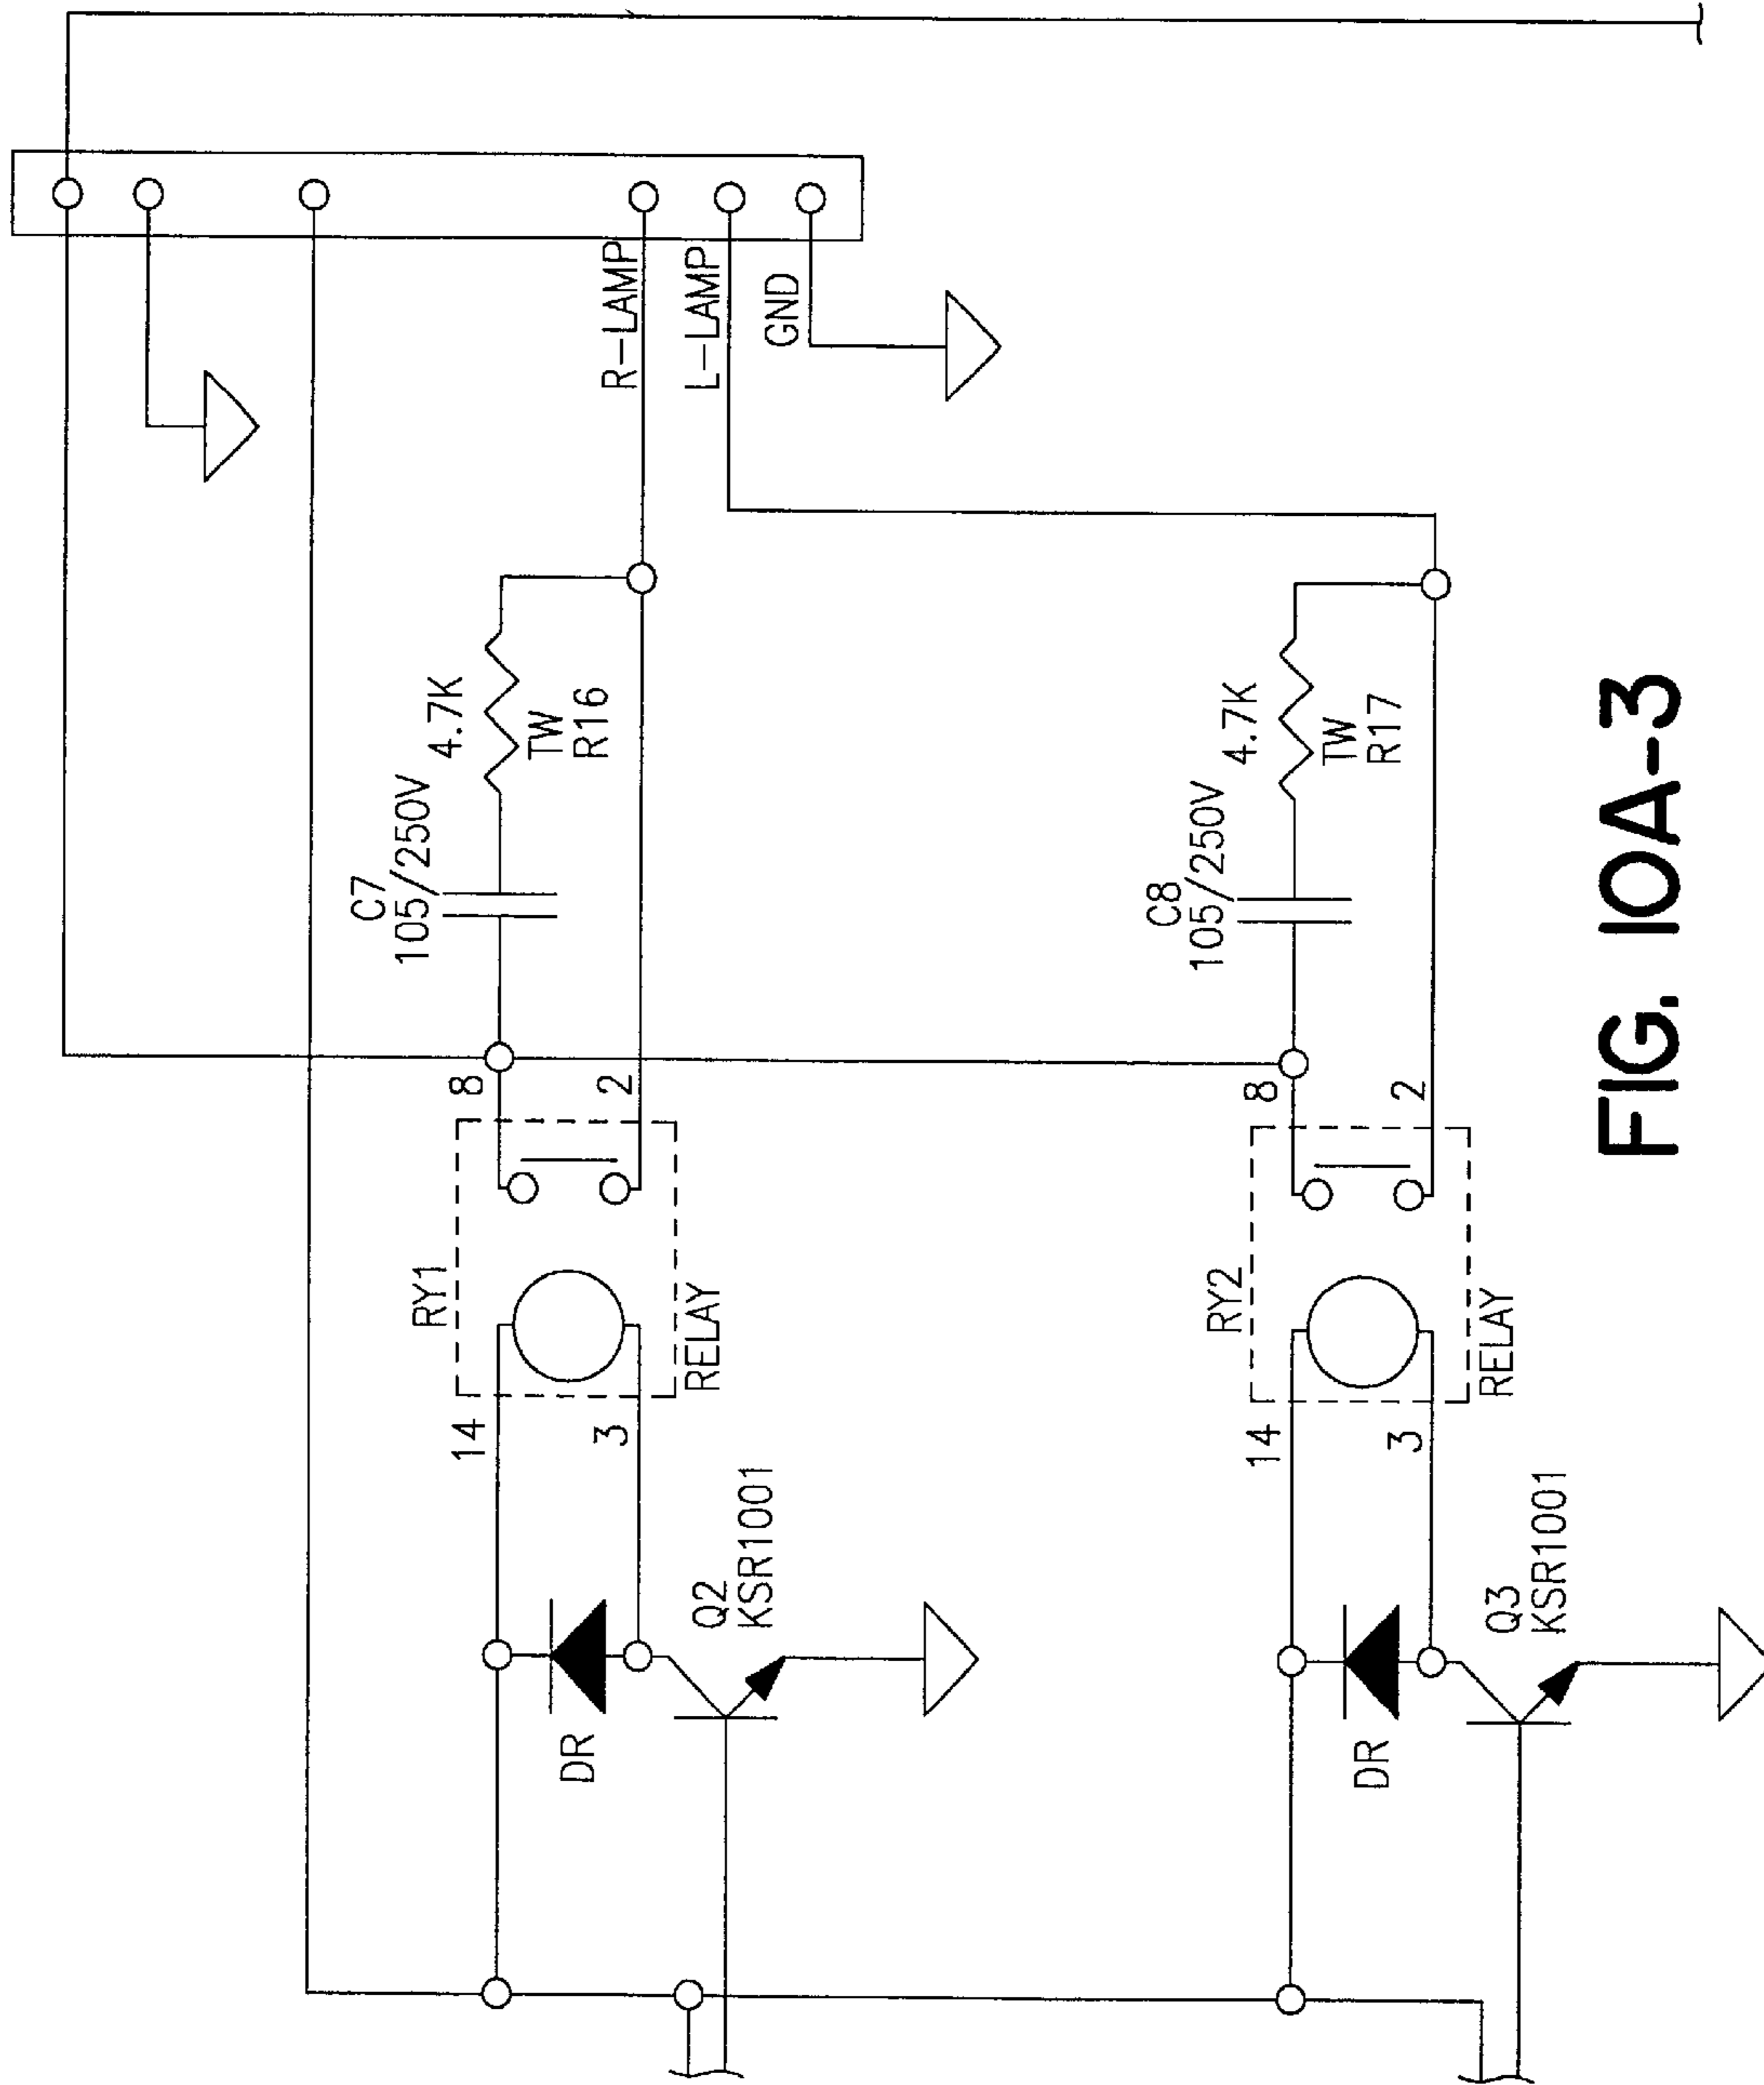 R-LAMP
L-LAMP
GND
C7
105/250V
4.7K
TW
R16
8
2
RY1
RELAY
14
3
DR
Q2
KSR1001
C8
105/250V
4.7K
TW
R17
8
2
RY2
RELAY
14
3
DR
Q3
KSR1001
FIG. 10A-3